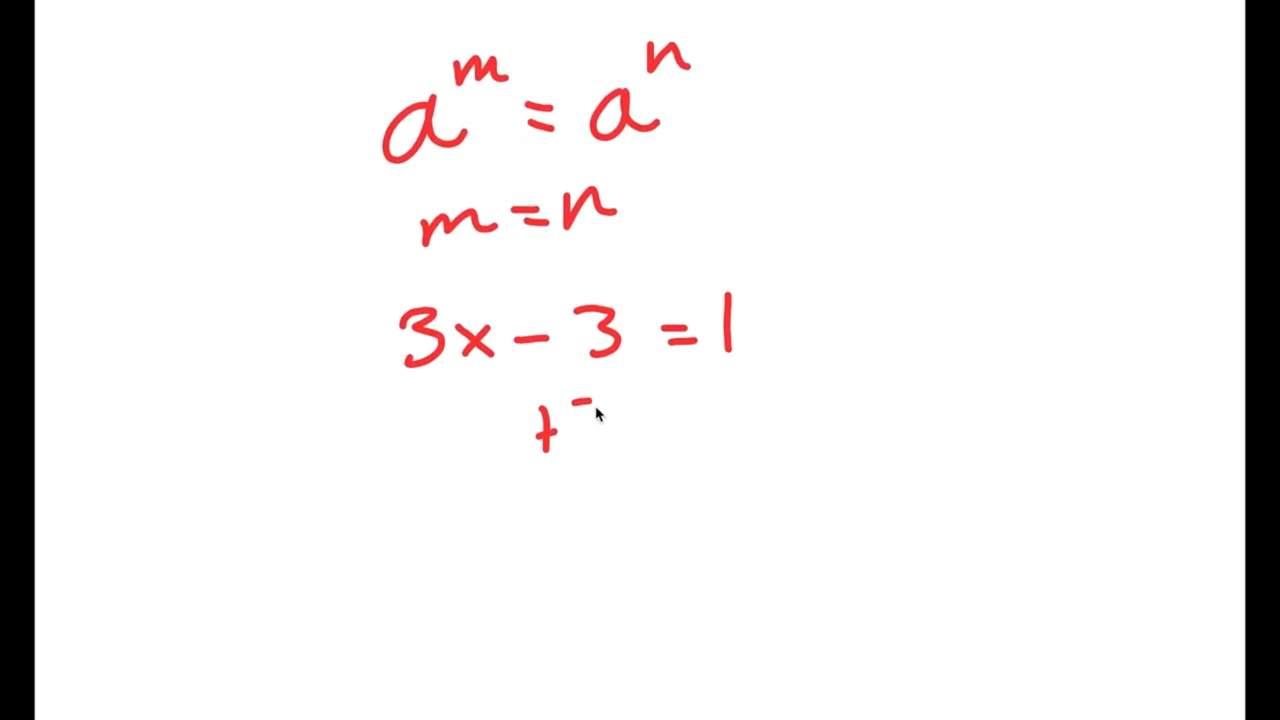 a^m = a^n
m = n
3x - 3 = 1
+